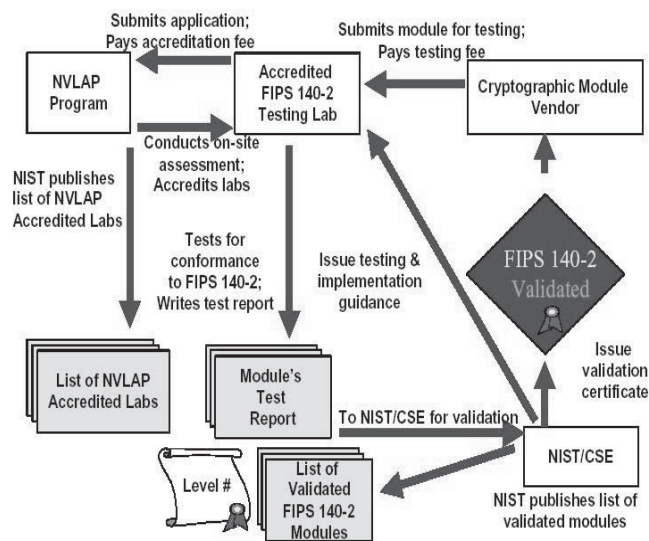 Submits application;
Pays accreditation fee
Submits module for testing;
Pays testing fee
NVLAP
Program
Accredited
FIPS 140-2
Testing Lab
Cryptographic Module
Vendor
Conducts on-site
assessment;
Accredits labs
NIST publishes
list of NVLAP
Accredited Labs
Tests for
conformance
to FIPS 140-2;
Writes test report
Issue testing &
implementation
guidance
FIPS 140-2
Validated
Issue
validation
certificate
List of NVLAP
Accredited Labs
Module's
Test
Report
To NIST/CSE for validation
NIST/CSE
Level #
List of
Validated
FIPS 140-2
Modules
NIST publishes list of
validated modules